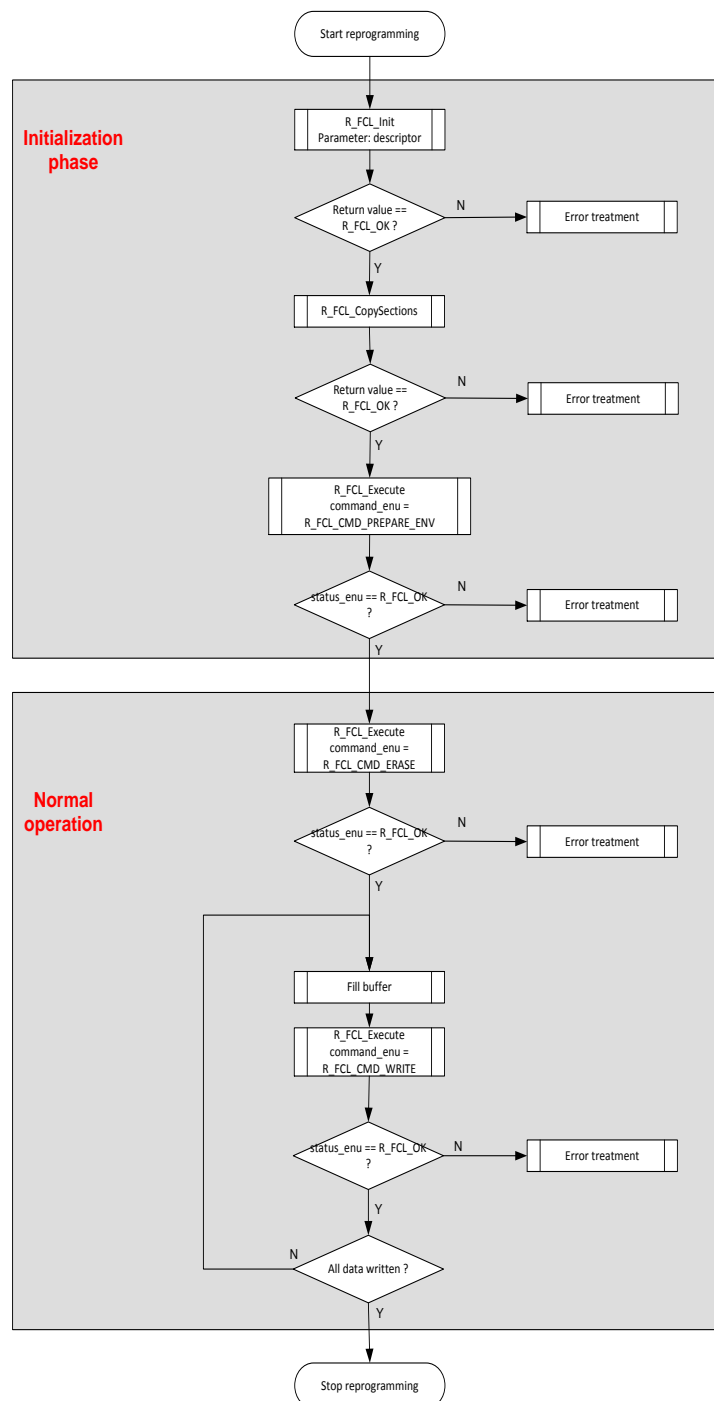 Start reprogramming
Initialization
phase
R_FCL_Init
Parameter: descriptor
Return value ==
R_FCL_OK ?
N
Error treatment
Y
R_FCL_CopySections
Return value ==
R_FCL_OK ?
N
Error treatment
Y
R_FCL_Execute
command_enu =
R_FCL_CMD_PREPARE_ENV
status_enu == R_FCL_OK
?
N
Error treatment
Y
Normal
operation
R_FCL_Execute
command_enu =
R_FCL_CMD_ERASE
status_enu == R_FCL_OK
?
N
Error treatment
Y
Fill buffer
R_FCL_Execute
command_enu =
R_FCL_CMD_WRITE
status_enu == R_FCL_OK
?
N
Error treatment
Y
N
All data written ?
Y
Stop reprogramming